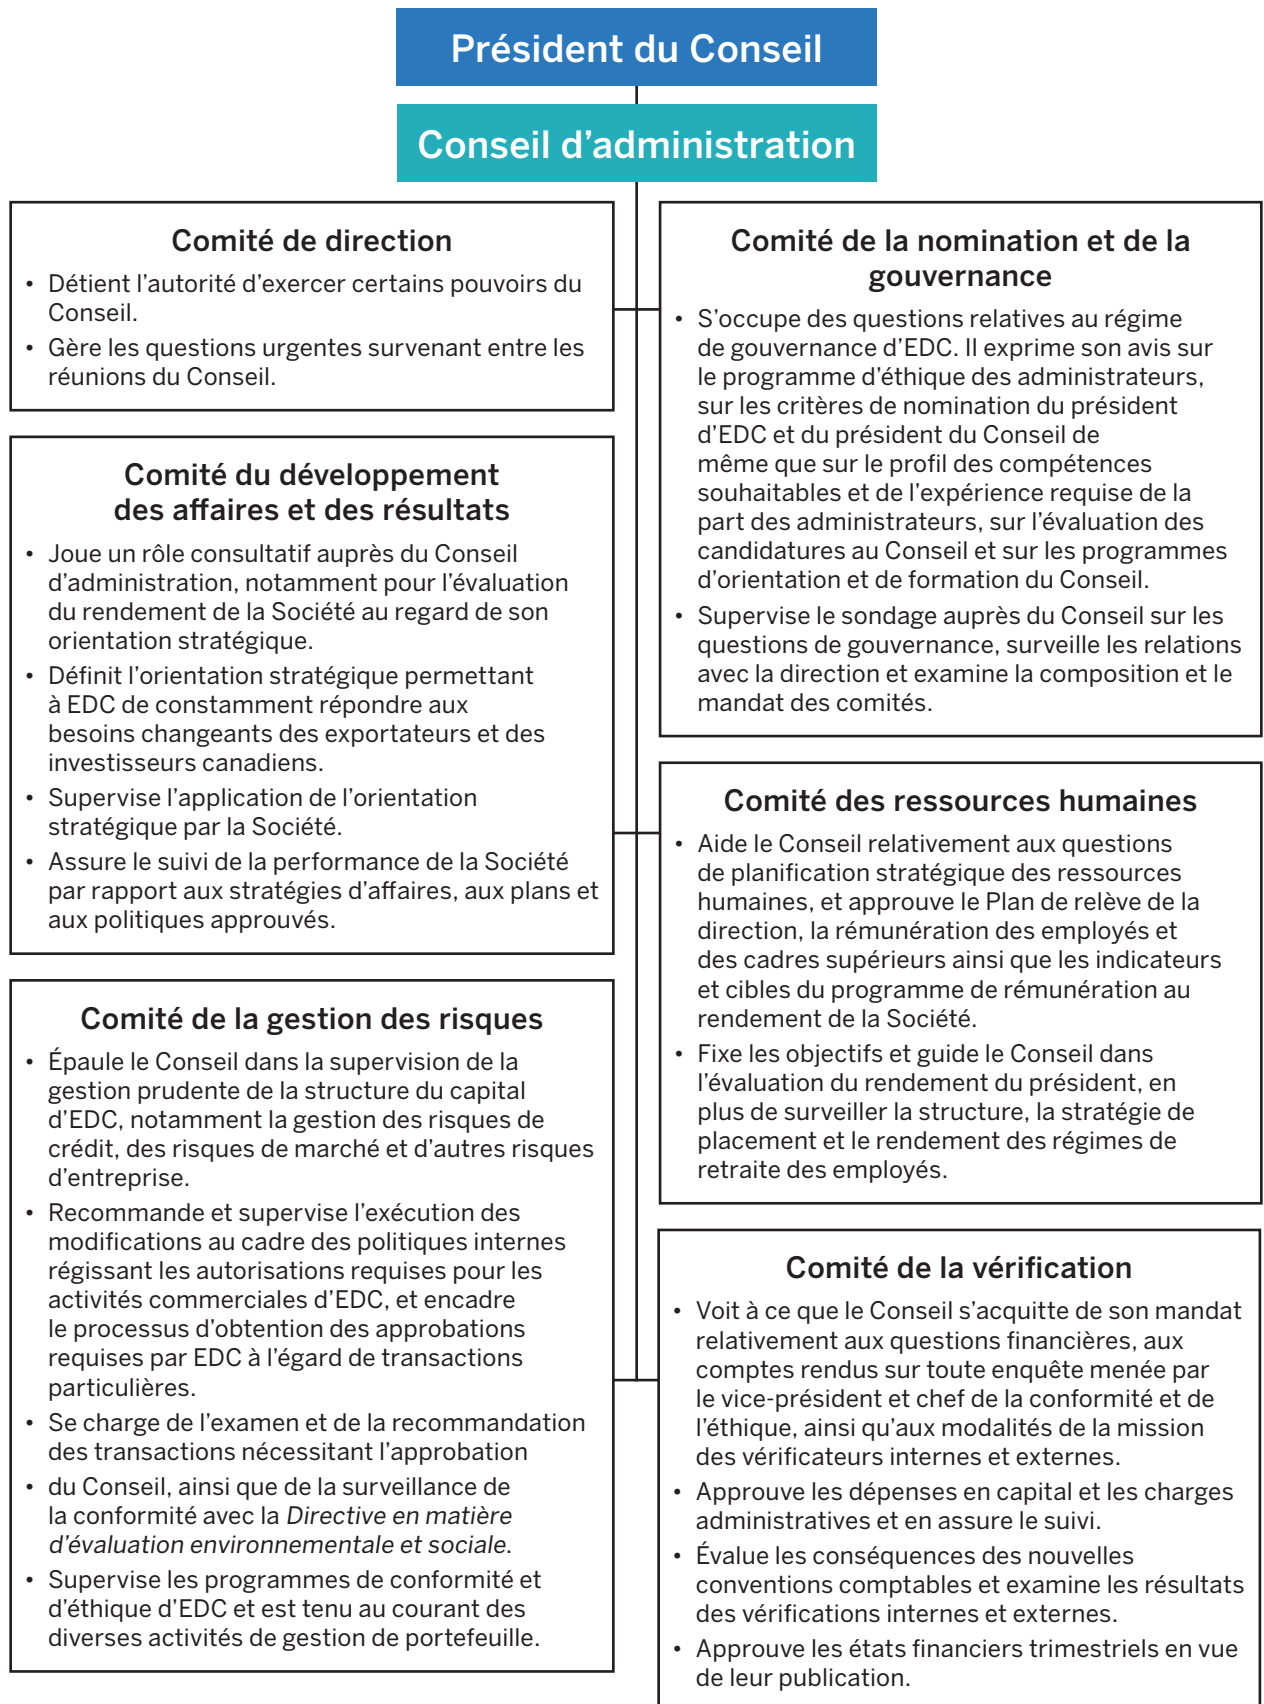 Président du Conseil
Conseil d’administration
Comité de direction
• Détient l’autorité d’exercer certains pouvoirs du
Conseil.
• Gère les questions urgentes survenant entre les
réunions du Conseil.
Comité du développement
des affaires et des résultats
• Joue un rôle consultatif auprès du Conseil
d’administration, notamment pour l’évaluation
du rendement de la Société au regard de son
orientation stratégique.
• Définit l’orientation stratégique permettant
à EDC de constamment répondre aux
besoins changeants des exportateurs et des
investisseurs canadiens.
• Supervise l’application de l’orientation
stratégique par la Société.
• Assure le suivi de la performance de la Société
par rapport aux stratégies d’affaires, aux plans et
aux politiques approuvés.
Comité de la gestion des risques
• Épaule le Conseil dans la supervision de la
gestion prudente de la structure du capital
d’EDC, notamment la gestion des risques de
crédit, des risques de marché et d’autres risques
d’entreprise.
• Recommande et supervise l’exécution des
modifications au cadre des politiques internes
régissant les autorisations requises pour les
activités commerciales d’EDC, et encadre
le processus d’obtention des approbations
requises par EDC à l’égard de transactions
particulières.
• Se charge de l’examen et de la recommandation
des transactions nécessitant l’approbation
• du Conseil, ainsi que de la surveillance de
la conformité avec la Directive en matière
d’évaluation environnementale et sociale.
• Supervise les programmes de conformité et
d’éthique d’EDC et est tenu au courant des
diverses activités de gestion de portefeuille.
Comité de la nomination et de la
gouvernance
• S’occupe des questions relatives au régime
de gouvernance d’EDC. Il exprime son avis sur
le programme d’éthique des administrateurs,
sur les critères de nomination du président
d’EDC et du président du Conseil de
même que sur le profil des compétences
souhaitables et de l’expérience requise de la
part des administrateurs, sur l’évaluation des
candidatures au Conseil et sur les programmes
d’orientation et de formation du Conseil.
• Supervise le sondage auprès du Conseil sur les
questions de gouvernance, surveille les relations
avec la direction et examine la composition et le
mandat des comités.
Comité des ressources humaines
• Aide le Conseil relativement aux questions
de planification stratégique des ressources
humaines, et approuve le Plan de relève de la
direction, la rémunération des employés et
des cadres supérieurs ainsi que les indicateurs
et cibles du programme de rémunération au
rendement de la Société.
• Fixe les objectifs et guide le Conseil dans
l’évaluation du rendement du président, en
plus de surveiller la structure, la stratégie de
placement et le rendement des régimes de
retraite des employés.
Comité de la vérification
• Voit à ce que le Conseil s’acquitte de son mandat
relativement aux questions financières, aux
comptes rendus sur toute enquête menée par
le vice-président et chef de la conformité et de
l’éthique, ainsi qu’aux modalités de la mission
des vérificateurs internes et externes.
• Approuve les dépenses en capital et les charges
administratives et en assure le suivi.
• Évalue les conséquences des nouvelles
conventions comptables et examine les résultats
des vérifications internes et externes.
• Approuve les états financiers trimestriels en vue
de leur publication.